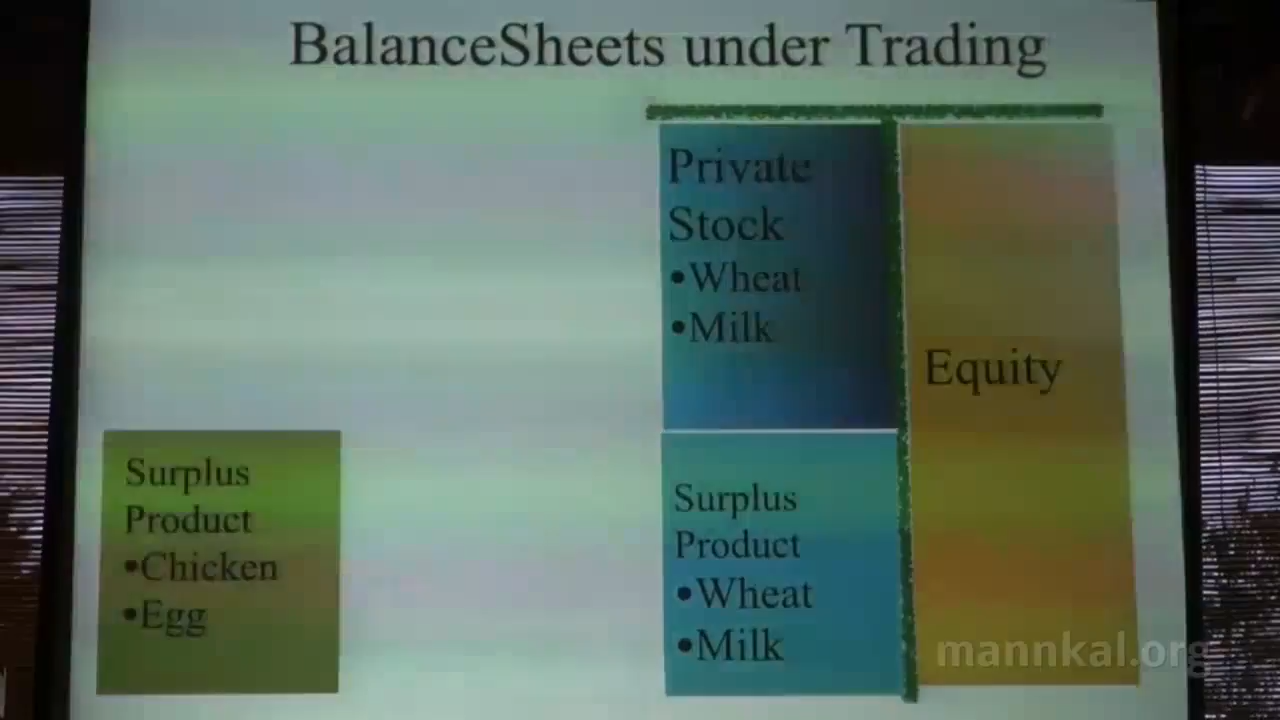 BalanceSheets under Trading
Private
Stock
•Wheat
•Milk
Equity
Surplus
Product
•Chicken
•Egg
Surplus
Product
•Wheat
•Milk
mannkal.org